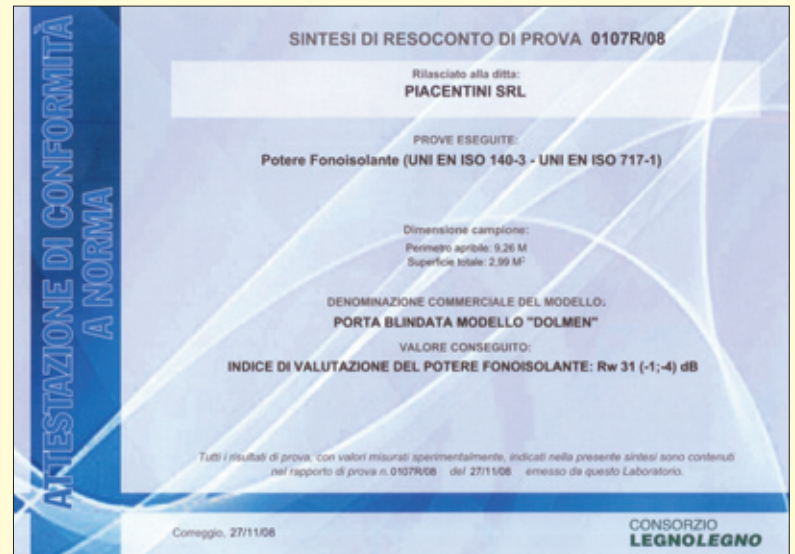 ATTESTAZIONE DI CONFORMITÀ
A NORMA
SINTESI DI RESOCONTO DI PROVA 0107R/08
Rilasciato alla ditta:
PIACENTINI SRL
PROVE ESEGUITE:
Potere Fonoisolante (UNI EN ISO 140-3 - UNI EN ISO 717-1)
Dimensione campione:
Perimetro apribile: 9,26 M
Superficie totale: 2,99 M²
DENOMINAZIONE COMMERCIALE DEL MODELLO:
PORTA BLINDATA MODELLO "DOLMEN"
VALORE CONSEGUITO:
INDICE DI VALUTAZIONE DEL POTERE FONOISOLANTE: Rw 31 (-1;-4) dB
Tutti i risultati di prova, con valori misurati sperimentalmente, indicati nella presente sintesi sono contenuti
nel rapporto di prova n. 0107R/08 del 27/11/08 emesso da questo Laboratorio.
Correggio, 27/11/08
CONSORZIO
LEGNOLEGNO